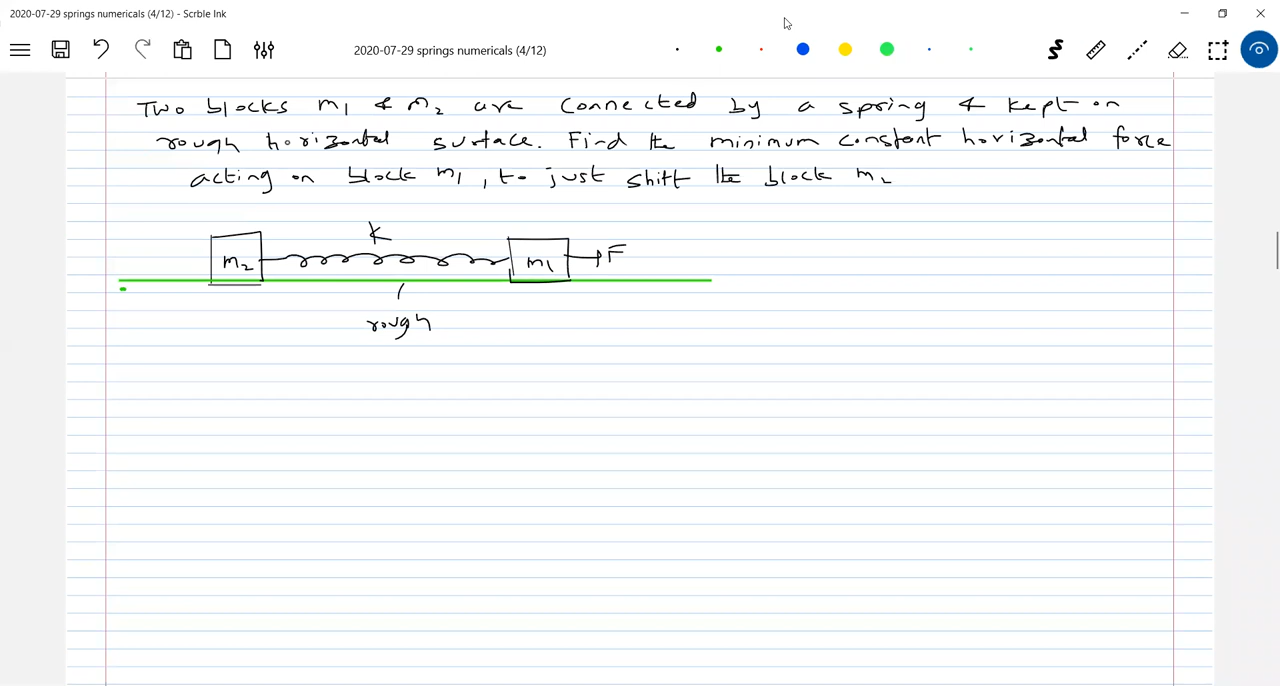 2020-07-29 springs numericals (4/12) - Scrble Ink
2020-07-29 springs numericals (4/12)
Two blocks m1 & m2 are connected by a spring & kept on
rough horizontal surface. Find the minimum constant horizontal force
acting on block m1, to just shift the block m2
K
m2 m1 F
rough